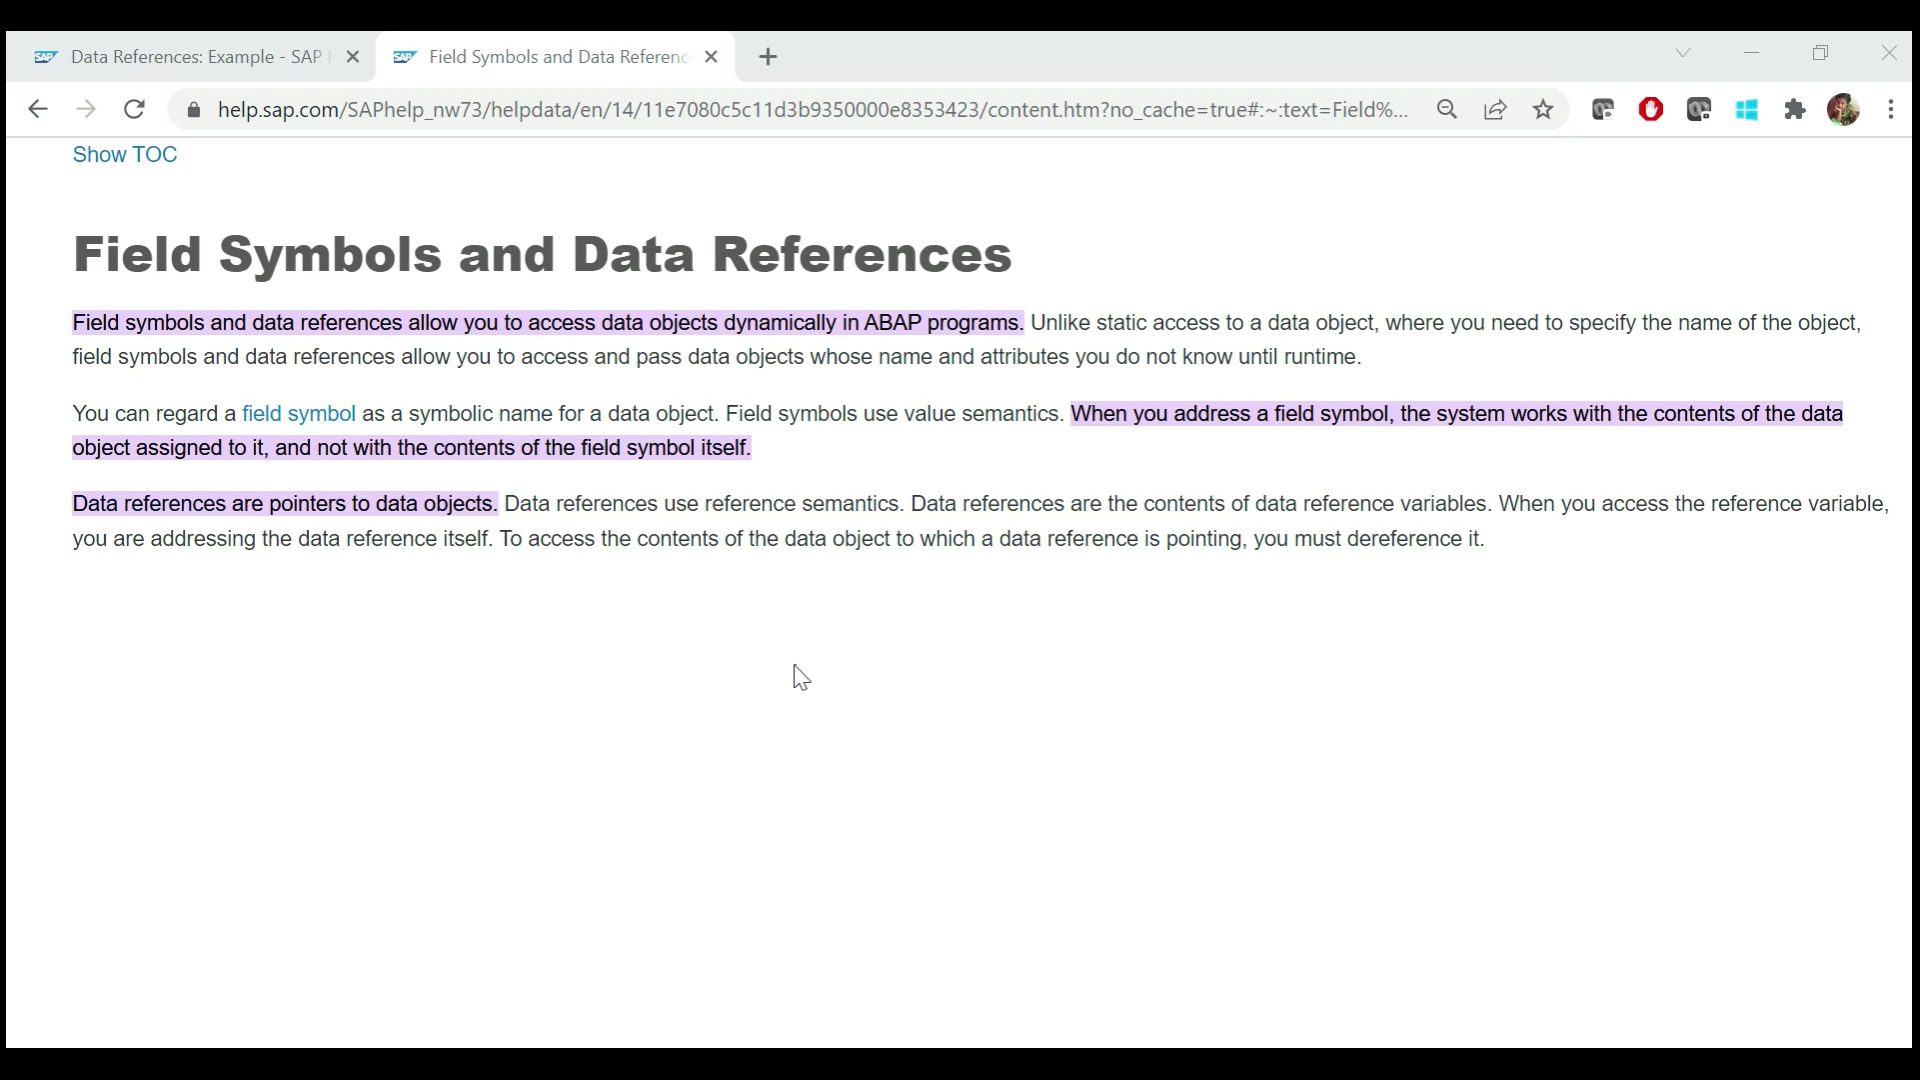 SAP Data References: Example - SAP
SAP Field Symbols and Data Referenc
help.sap.com/SAPhelp_nw73/helpdata/en/14/11e7080c5c11d3b9350000e8353423/content.htm?no_cache=true#:~:text=Field%...
Show TOC
Field Symbols and Data References
Field symbols and data references allow you to access data objects dynamically in ABAP programs. Unlike static access to a data object, where you need to specify the name of the object,
field symbols and data references allow you to access and pass data objects whose name and attributes you do not know until runtime.
You can regard a field symbol as a symbolic name for a data object. Field symbols use value semantics. When you address a field symbol, the system works with the contents of the data
object assigned to it, and not with the contents of the field symbol itself.
Data references are pointers to data objects. Data references use reference semantics. Data references are the contents of data reference variables. When you access the reference variable,
you are addressing the data reference itself. To access the contents of the data object to which a data reference is pointing, you must dereference it.